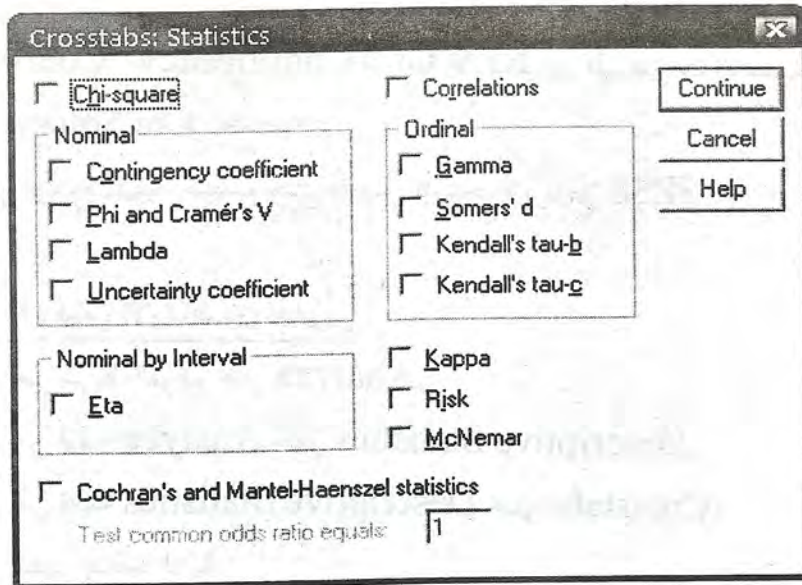 Crosstabs: Statistics
Chi-square
Correlations
Continue
Nominal
Ordinal
Cancel
Contingency coefficient
Gamma
Help
Phi and Cramér's V
Somers' d
Lambda
Kendall's tau-b
Uncertainty coefficient
Kendall's tau-c
Nominal by Interval
Kappa
Eta
Risk
McNemar
Cochran's and Mantel-Haenszel statistics
Test common odds ratio equals:
1